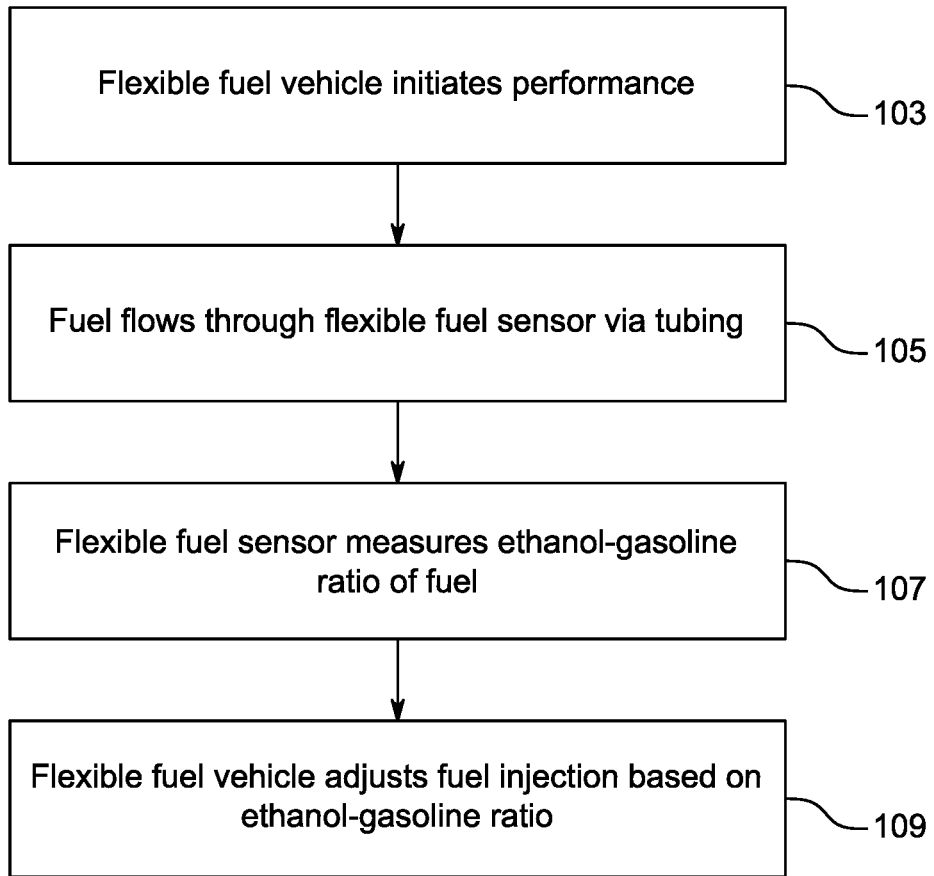 Flexible fuel vehicle initiates performance
103
Fuel flows through flexible fuel sensor via tubing
105
Flexible fuel sensor measures ethanol-gasoline
ratio of fuel
107
Flexible fuel vehicle adjusts fuel injection based on
ethanol-gasoline ratio
109